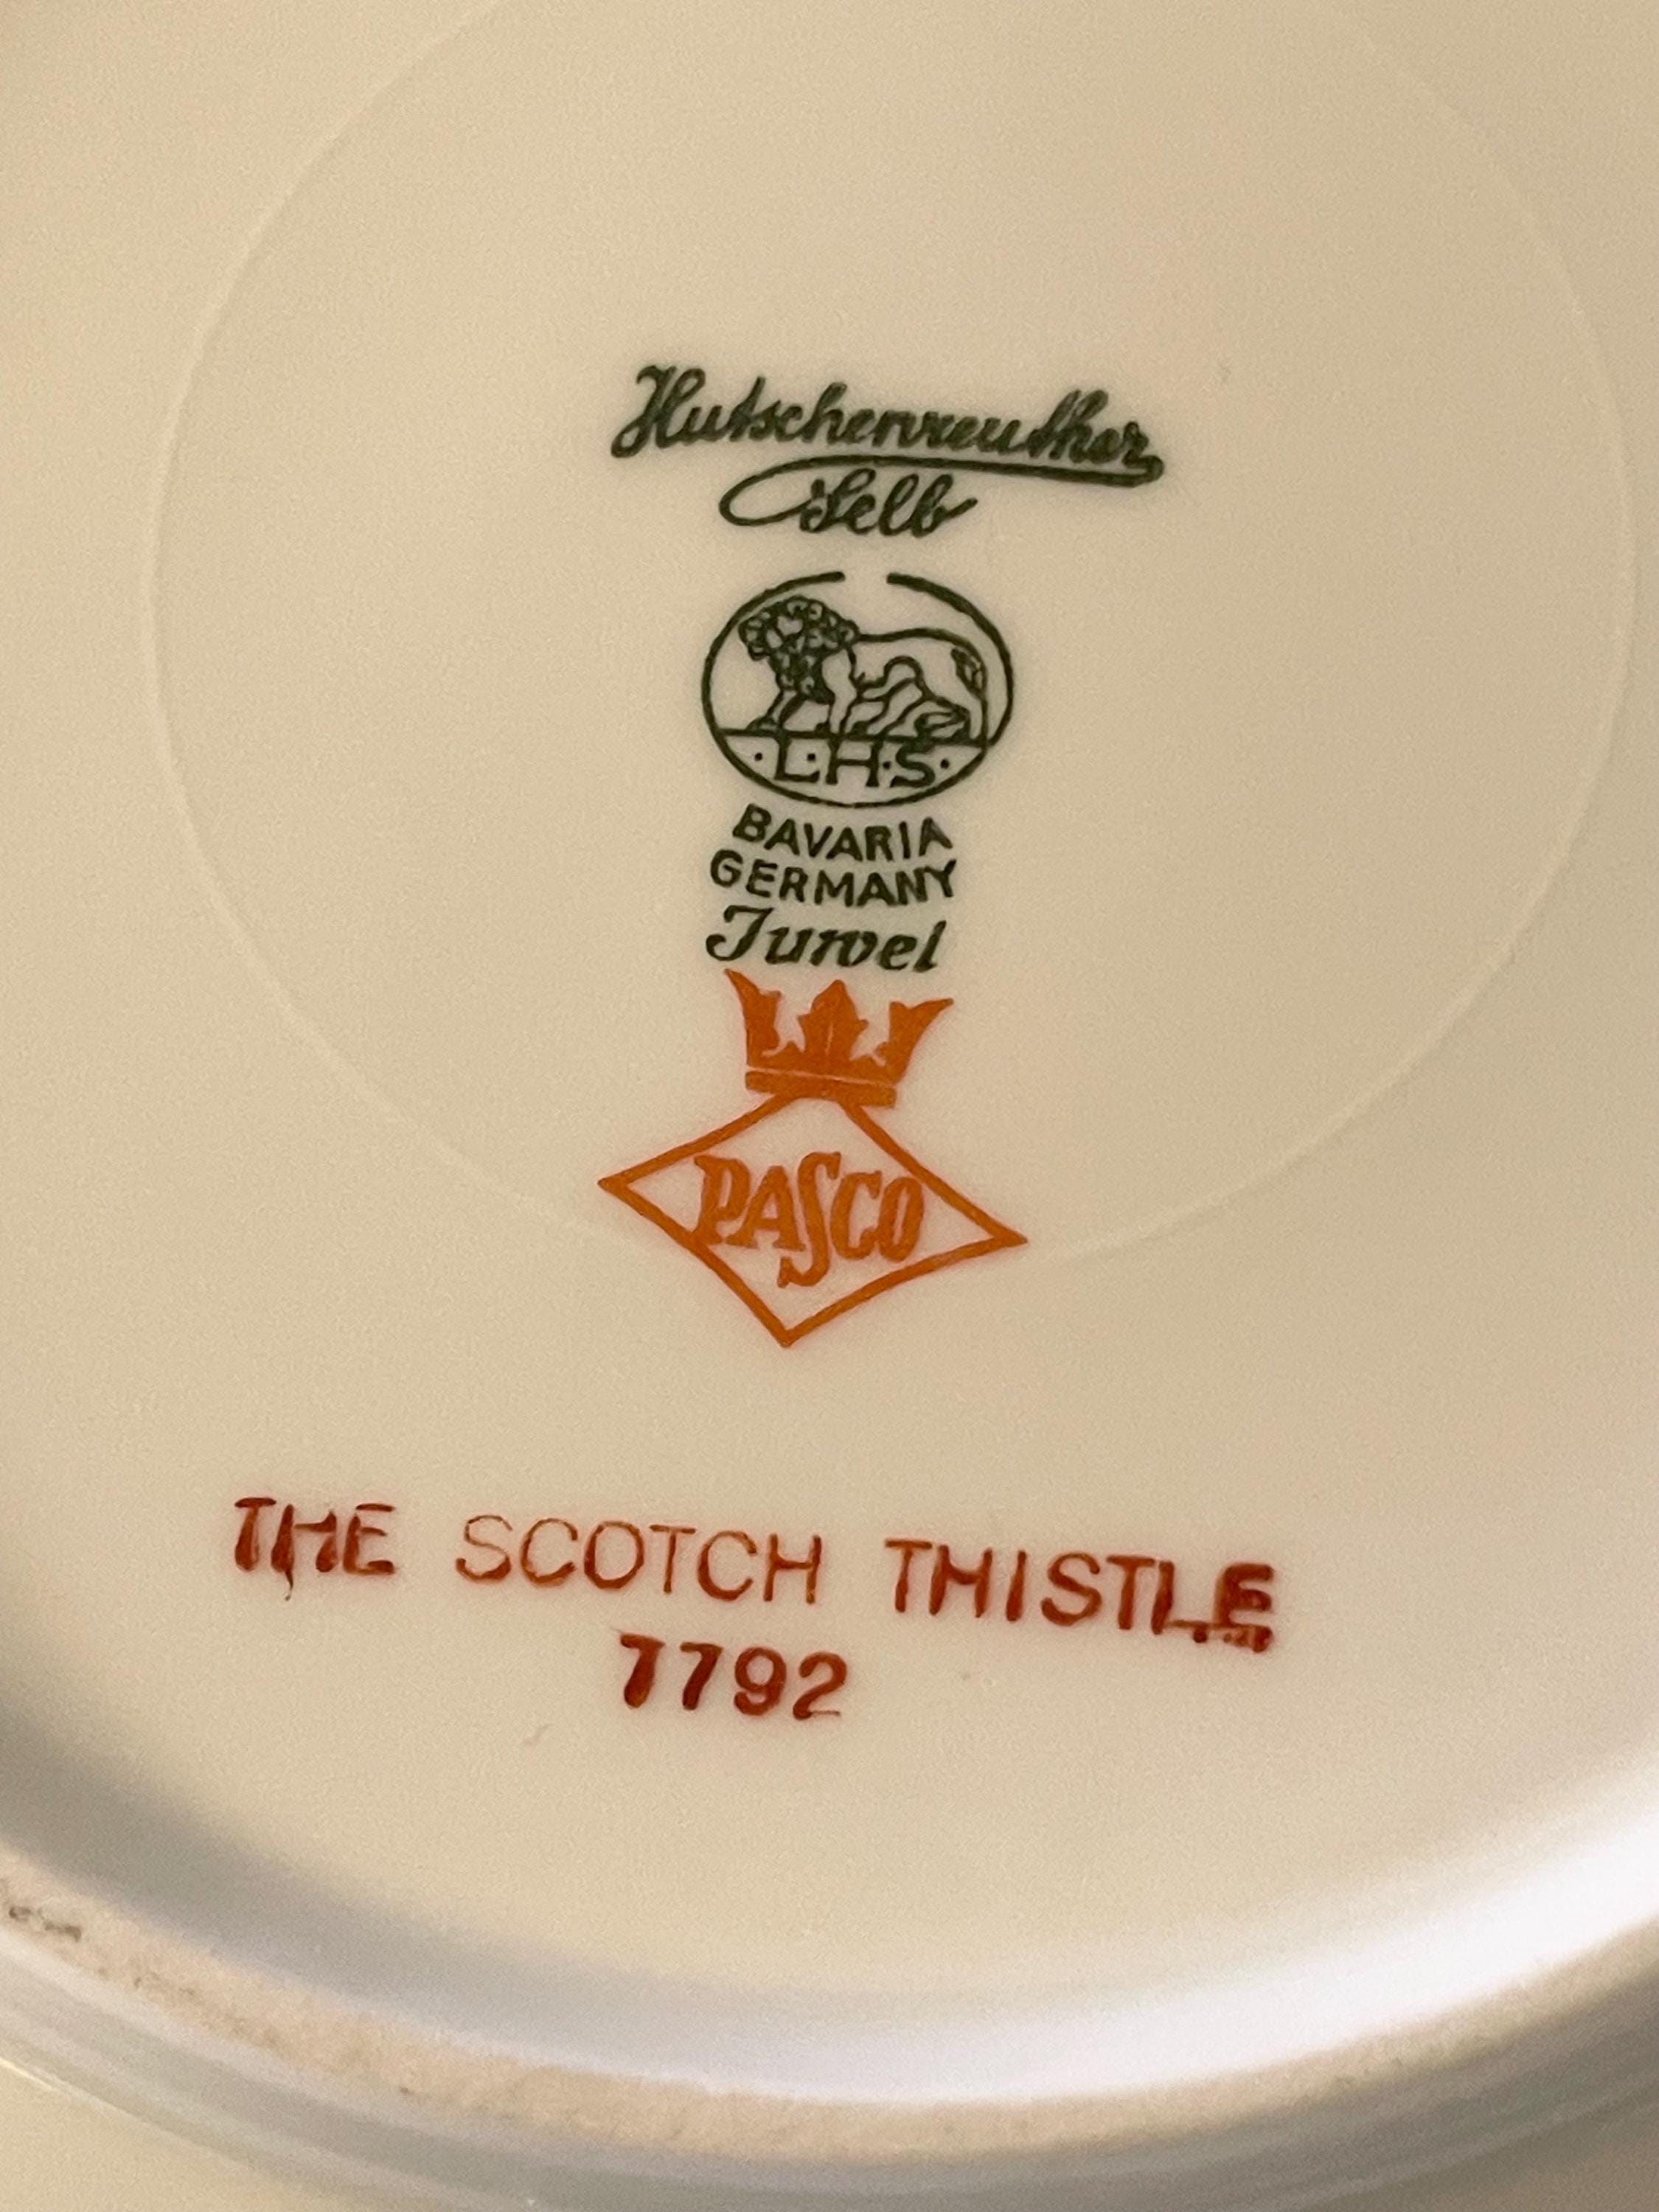 Hutschenreuther
Selb
·L·H·S·
BAVARIA
GERMANY
Juwel
PASCO
THE SCOTCH THISTLE
7792